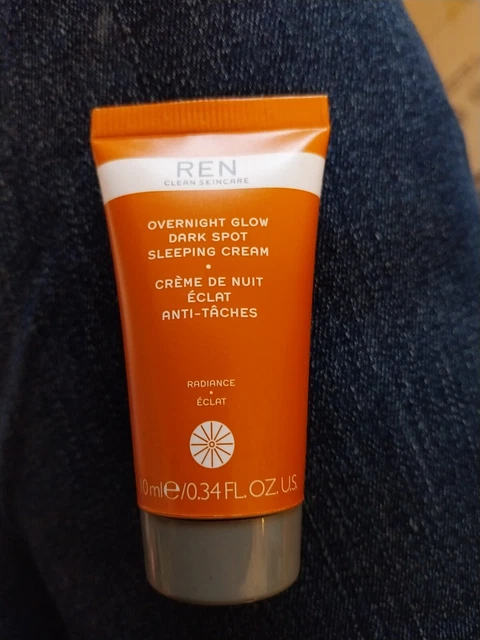 REN
CLEAN SKINCARE
OVERNIGHT GLOW
DARK SPOT
SLEEPING CREAM
•
CRÈME DE NUIT
ÉCLAT
ANTI-TÂCHES
RADIANCE
•
ÉCLAT
10ml℮/0.34 FL. OZ. U.S.